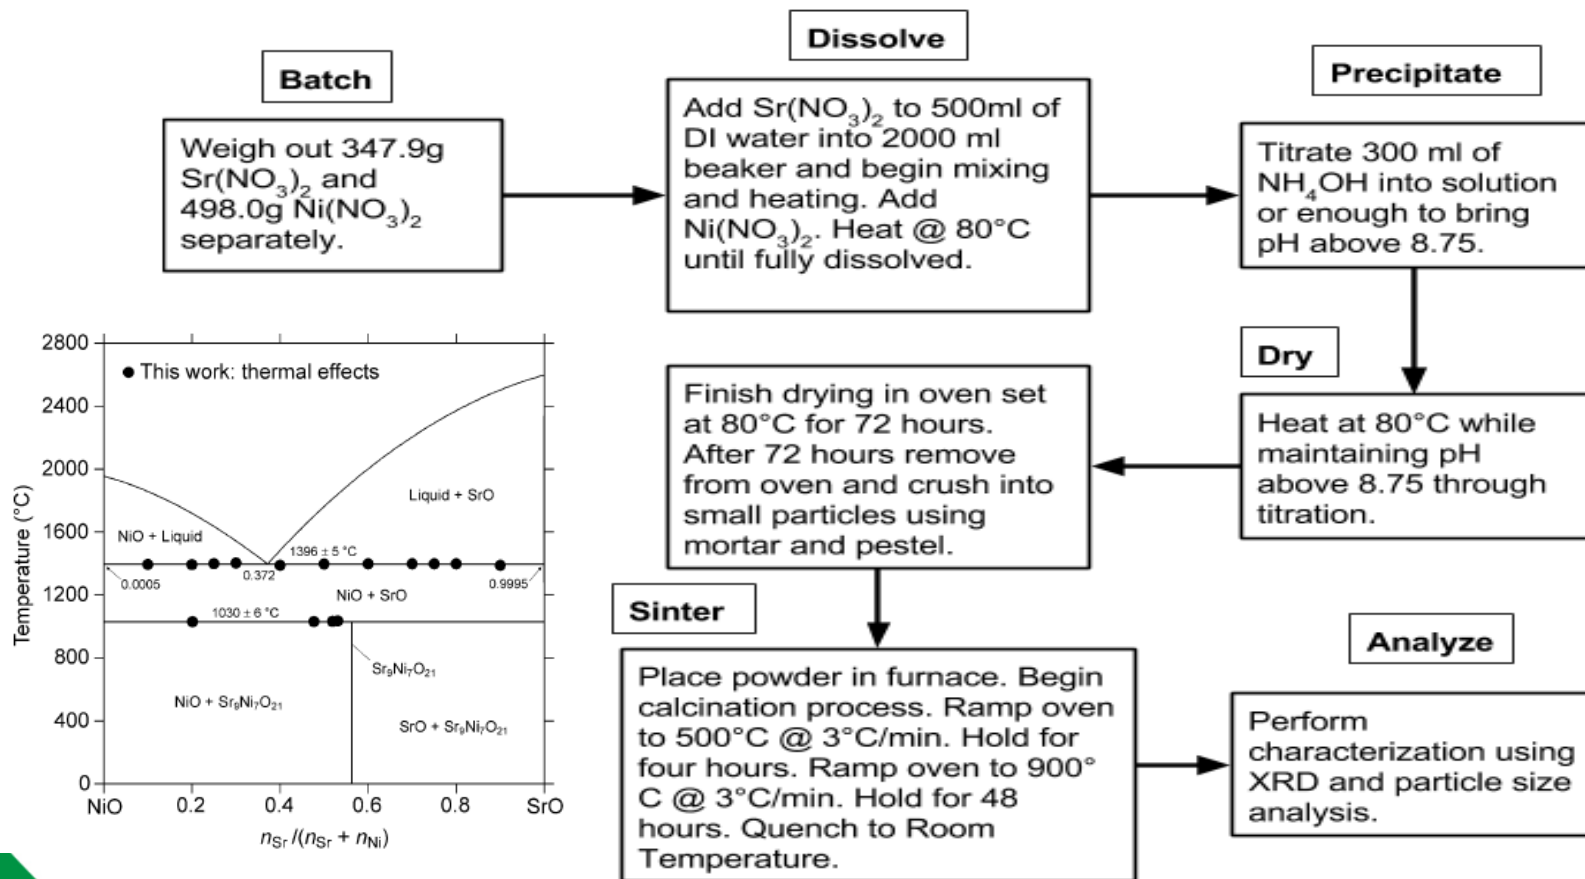 Batch
Weigh out 347.9g
Sr(NO₃)₂ and
498.0g Ni(NO₃)₂
separately.
Dissolve
Add Sr(NO₃)₂ to 500ml of
DI water into 2000 ml
beaker and begin mixing
and heating. Add
Ni(NO₃)₂. Heat @ 80°C
until fully dissolved.
Precipitate
Titrate 300 ml of
NH₄OH into solution
or enough to bring
pH above 8.75.
Dry
Heat at 80°C while
maintaining pH
above 8.75 through
titration.
Finish drying in oven set
at 80°C for 72 hours.
After 72 hours remove
from oven and crush into
small particles using
mortar and pestel.
Sinter
Place powder in furnace. Begin
calcination process. Ramp oven
to 500°C @ 3°C/min. Hold for
four hours. Ramp oven to 900°
C @ 3°C/min. Hold for 48
hours. Quench to Room
Temperature.
Analyze
Perform
characterization using
XRD and particle size
analysis.
Temperature (°C)
2800
2400
2000
1600
1200
800
400
0
This work: thermal effects
Liquid + SrO
NiO + Liquid
1396 ± 5 °C
0.0005
0.372
0.9995
NiO + SrO
1030 ± 6 °C
Sr₉Ni₇O₂₁
NiO + Sr₉Ni₇O₂₁
SrO + Sr₉Ni₇O₂₁
NiO 0.2 0.4 0.6 0.8 SrO
nSr /(nSr + nNi)